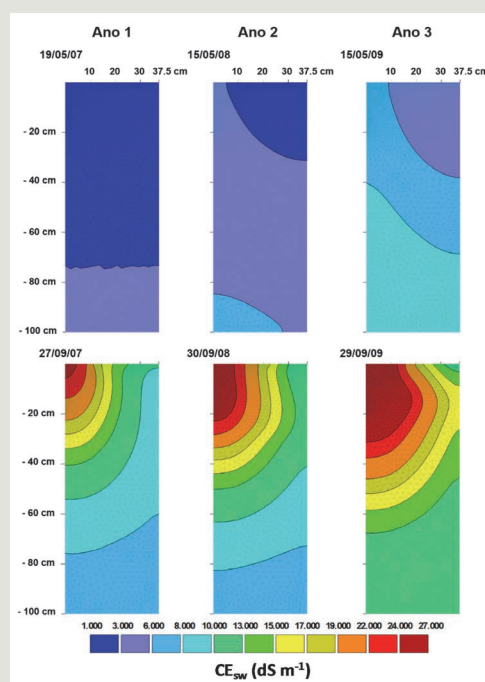 Ano 1 Ano 2 Ano 3
19/05/07 15/05/08 15/05/09
10 20 30 37.5 cm 10 20 30 37.5 cm 10 20 30 37.5 cm
- 20 cm
- 40 cm
- 60 cm
- 80 cm
- 100 cm
27/09/07 30/09/08 29/09/09
- 20 cm
- 40 cm
- 60 cm
- 80 cm
- 100 cm
1.000 3.000 6.000 8.000 10.000 13.000 15.000 17.000 19.000 22.000 24.000 27.000
CEsw (dS m-1)